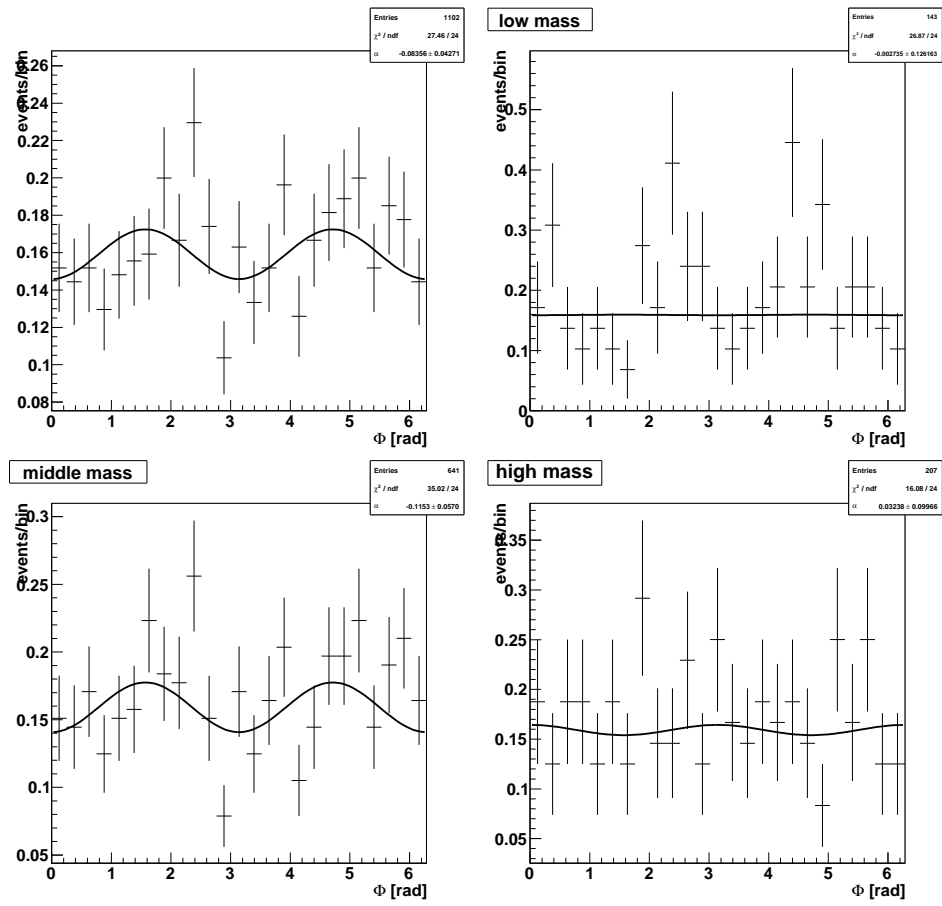 Entries 1102
χ² / ndf 27.46 / 24
α -0.08356 ± 0.04271
events/bin
0.26
0.24
0.22
0.2
0.18
0.16
0.14
0.12
0.1
0.08
0 1 2 3 4 5 6
Φ [rad]
low mass
Entries 143
χ² / ndf 26.87 / 24
α -0.002735 ± 0.126163
events/bin
0.5
0.4
0.3
0.2
0.1
0
0 1 2 3 4 5 6
Φ [rad]
middle mass
Entries 641
χ² / ndf 35.02 / 24
α -0.1153 ± 0.0570
events/bin
0.3
0.25
0.2
0.15
0.1
0.05
0 1 2 3 4 5 6
Φ [rad]
high mass
Entries 207
χ² / ndf 16.08 / 24
α 0.03238 ± 0.09966
events/bin
0.35
0.3
0.25
0.2
0.15
0.1
0.05
0 1 2 3 4 5 6
Φ [rad]